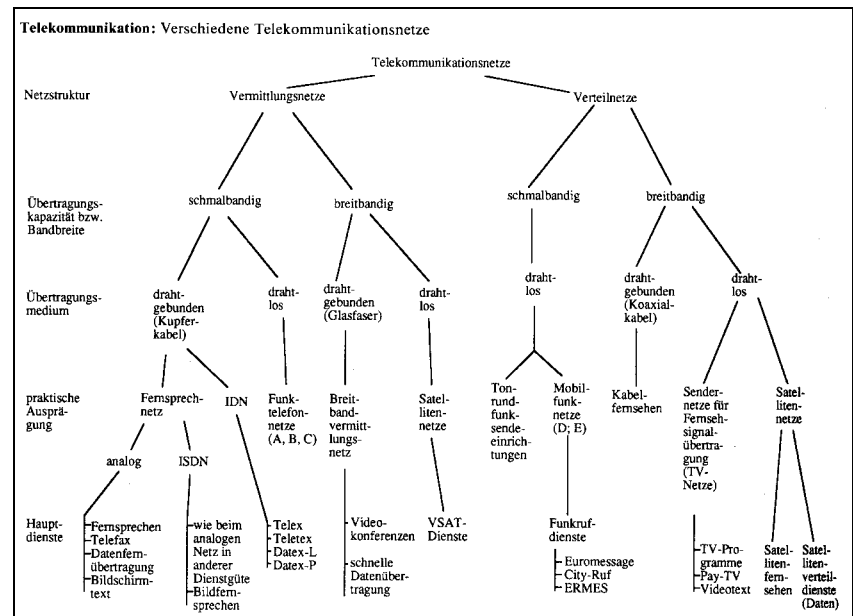 Telekommunikation: Verschiedene Telekommunikationsnetze
Telekommunikationsnetze
Netzstruktur
Vermittlungsnetze
Verteilnetze
Übertragungs-
kapazität bzw.
Bandbreite
schmalbandig
breitbandig
schmalbandig
breitbandig
Übertragungs-
medium
draht-
gebunden
(Kupfer-
kabel)
draht-
los
draht-
gebunden
(Glasfaser)
draht-
los
draht-
los
draht-
gebunden
(Koaxial-
kabel)
draht-
los
praktische
Ausprä-
gung
Fernsprech-
netz
IDN
Funk-
telefon-
netze
(A, B, C)
Breit-
bandver-
mitt-
lungs-
netz
Satel-
liten-
netze
Ton-
rund-
funk-
sende-
einrich-
tungen
Mobil-
funk-
netze
(D; E)
Kabel-
fernsehen
Sender-
netze für
Fernseh-
signal-
übertra-
gung
(TV-
Netze)
Satel-
liten-
netze
analog
ISDN
Haupt-
dienste
Fernsprechen
Telefax
Datenfern-
übertragung
Bildschirm-
text
wie beim
analogen
Netz in
anderer
Dienstgüte
Bildfern-
sprechen
Telex
Teletex
Datex-L
Datex-P
Video-
konferenzen
schnelle
Datenüber-
tragung
VSAT-
Dienste
Funkruf-
dienste
Euromessage
City-Ruf
ERMES
TV-Pro-
gramme
Pay-TV
Videotext
Satel-
liten-
fern-
sehen
Satel-
liten-
verteil-
dienste
(Daten)